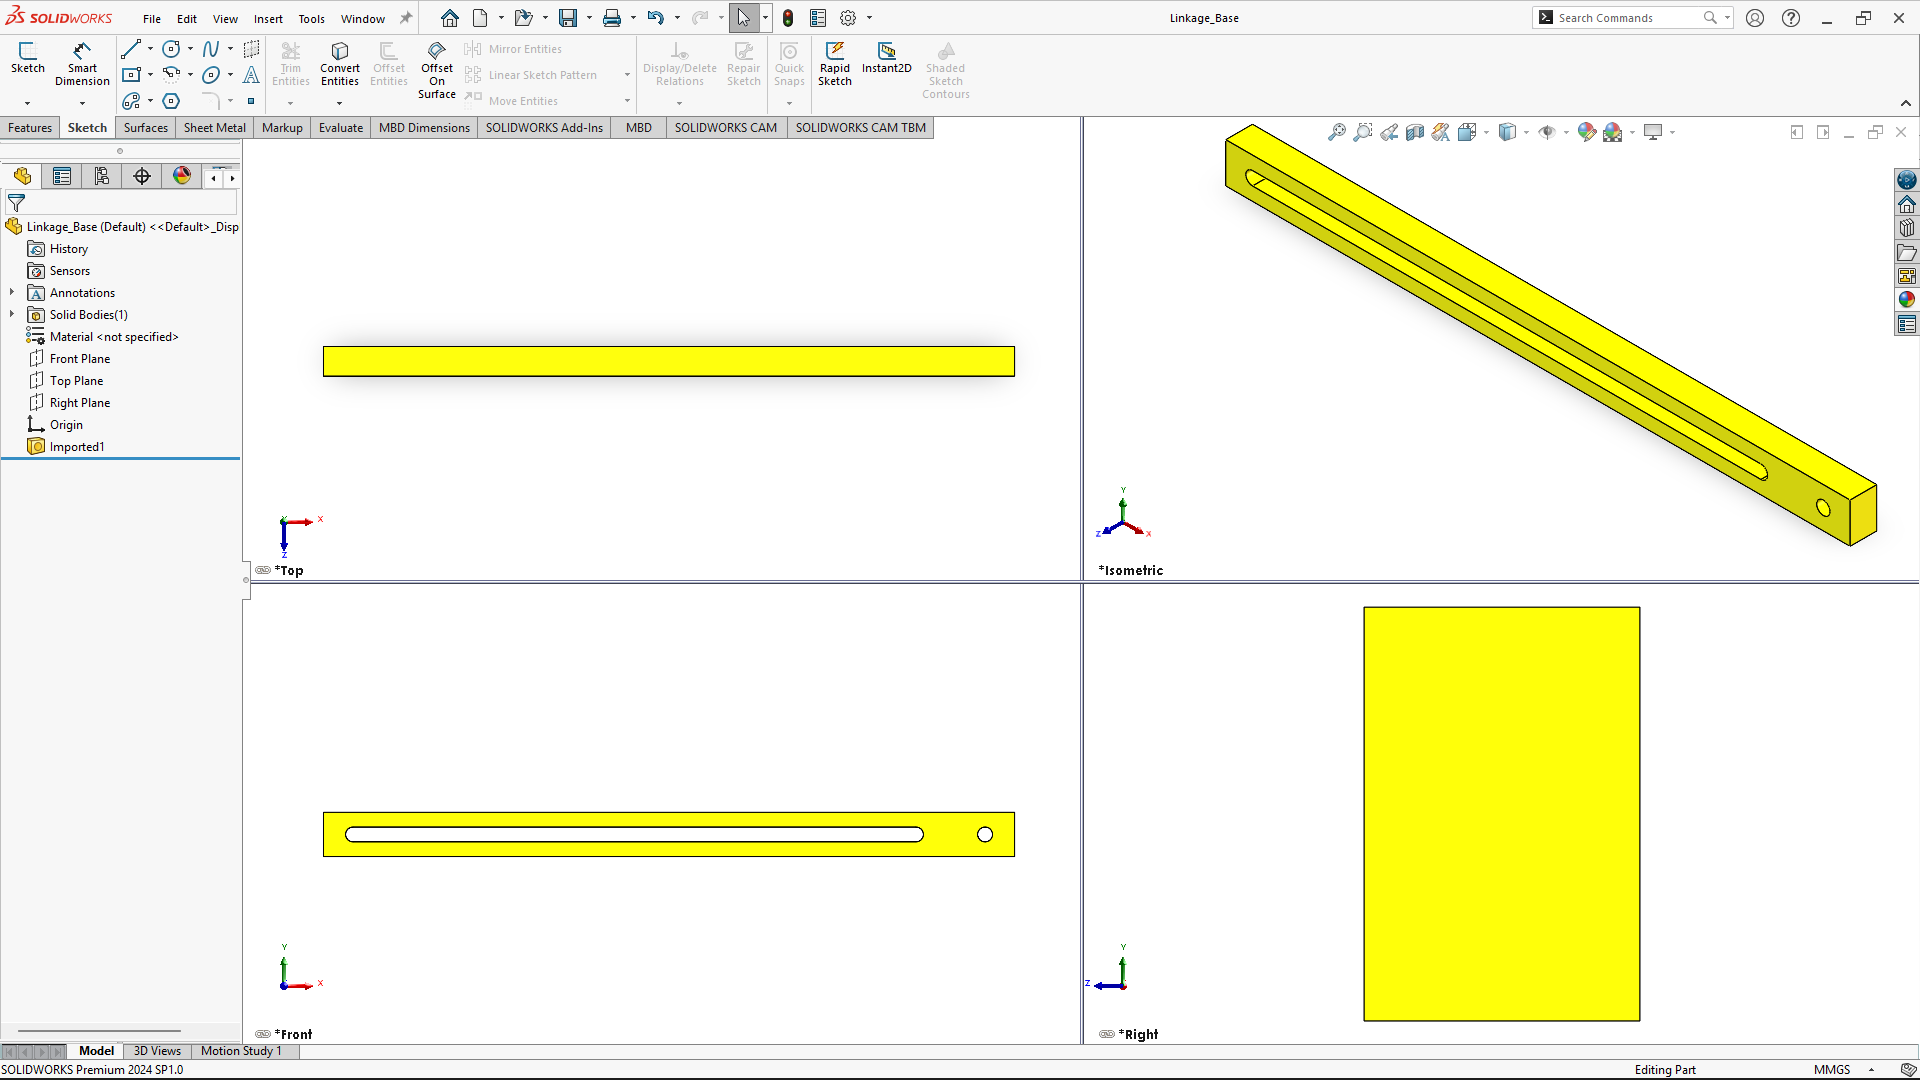 SOLIDWORKS File Edit View Insert Tools Window Linkage_Base Search Commands
Sketch Smart Dimension Trim Entities Convert Entities Offset Entities Offset On Surface Mirror Entities Linear Sketch Pattern Move Entities Display/Delete Relations Repair Sketch Quick Snaps Rapid Sketch Instant2D Shaded Sketch Contours
Features Sketch Surfaces Sheet Metal Markup Evaluate MBD Dimensions SOLIDWORKS Add-Ins MBD SOLIDWORKS CAM SOLIDWORKS CAM TBM
Linkage_Base (Default) <<Default>_Disp
History
Sensors
Annotations
Solid Bodies(1)
Material <not specified>
Front Plane
Top Plane
Right Plane
Origin
Imported1
Y X Z
*Top
Y Z X
*Isometric
Y X
*Front
Y Z
*Right
Model 3D Views Motion Study 1
SOLIDWORKS Premium 2024 SP1.0 Editing Part MMGS